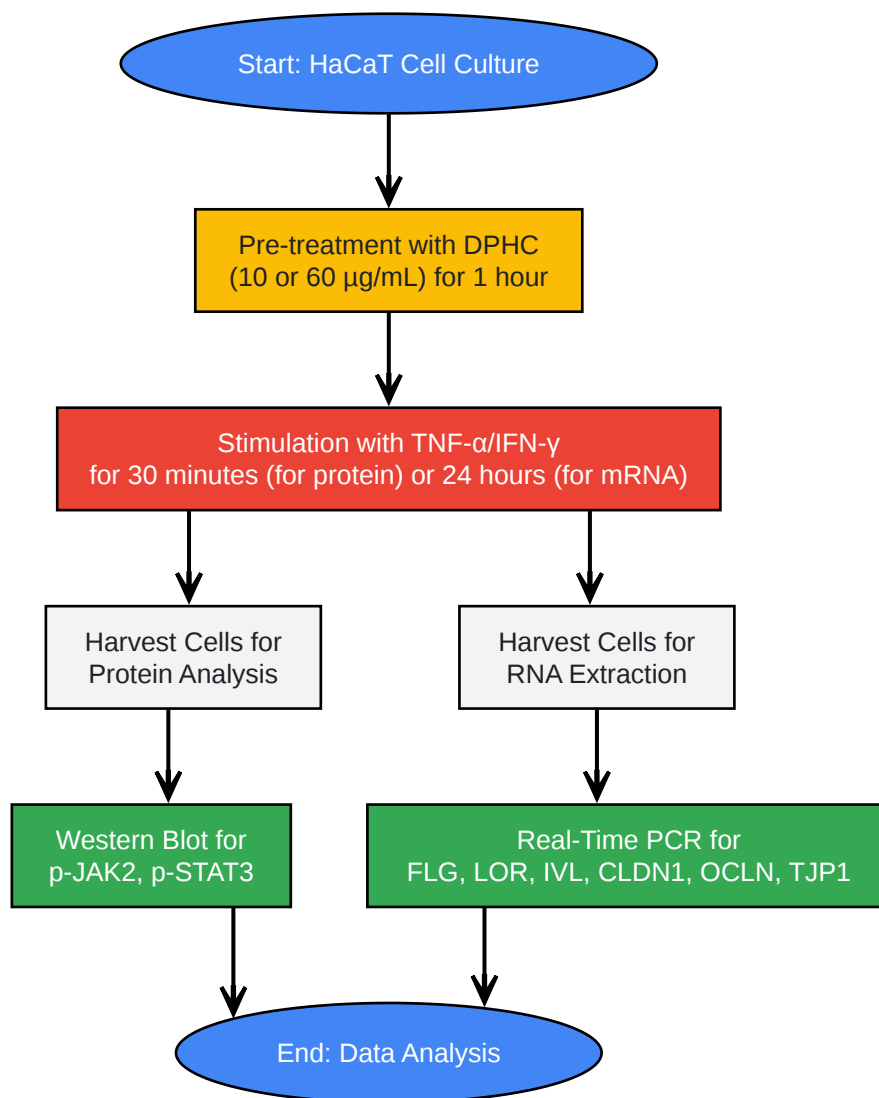 Start: HaCaT Cell Culture
Pre-treatment with DPHC
(10 or 60 µg/mL) for 1 hour
Stimulation with TNF-α/IFN-γ
for 30 minutes (for protein) or 24 hours (for mRNA)
Harvest Cells for
Protein Analysis
Harvest Cells for
RNA Extraction
Western Blot for
p-JAK2, p-STAT3
Real-Time PCR for
FLG, LOR, IVL, CLDN1, OCLN, TJP1
End: Data Analysis